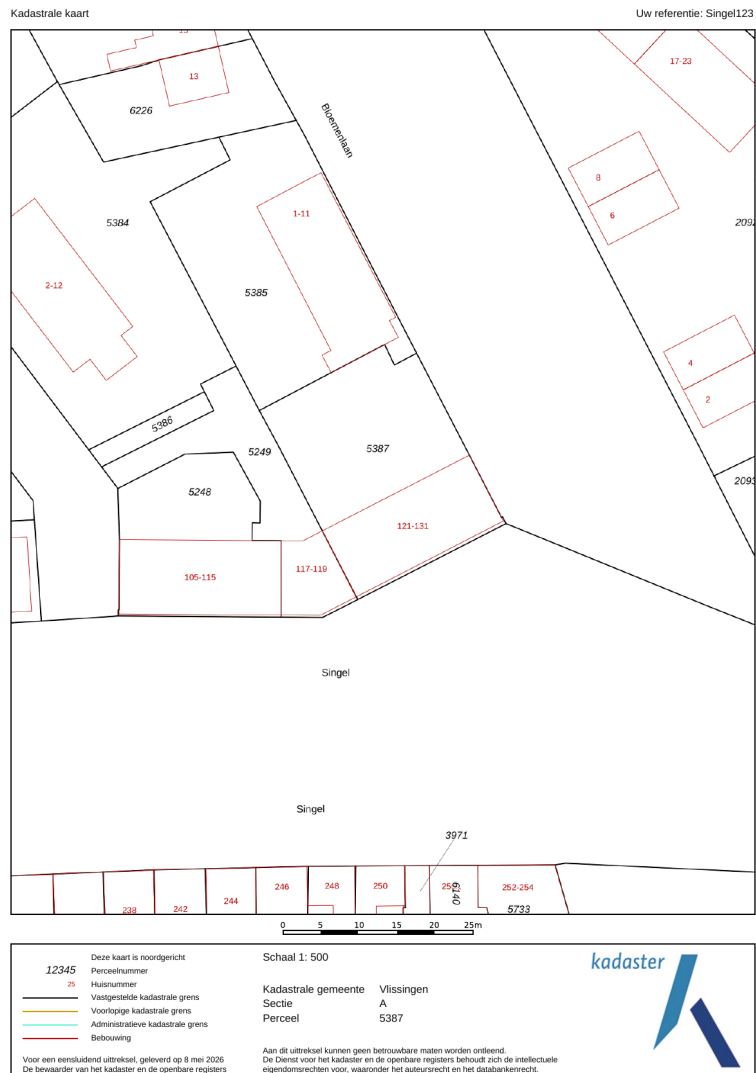 Kadastrale kaart
Uw referentie: Singel123
13
17-23
6226
Bloemenlaan
8
6
1-11
5384
2-12
5385
4
2
5386
5249
5387
5248
121-131
117-119
105-115
Singel
Singel
3971
246
248
250
252-254
244
238
242
6140
5733
0 5 10 15 20 25m
Deze kaart is noordgericht
12345 Perceelnummer
25 Huisnummer
Vastgestelde kadastrale grens
Voorlopige kadastrale grens
Administratieve kadastrale grens
Bebouwing
Voor een eensluidend uittreksel, geleverd op 8 mei 2026
De bewaarder van het kadaster en de openbare registers
Schaal 1: 500
Kadastrale gemeente Vlissingen
Sectie A
Perceel 5387
Aan dit uittreksel kunnen geen betrouwbare maten worden ontleend.
De Dienst voor het kadaster en de openbare registers behoudt zich de intellectuele
eigendomsrechten voor, waaronder het auteursrecht en het databankenrecht.
kadaster